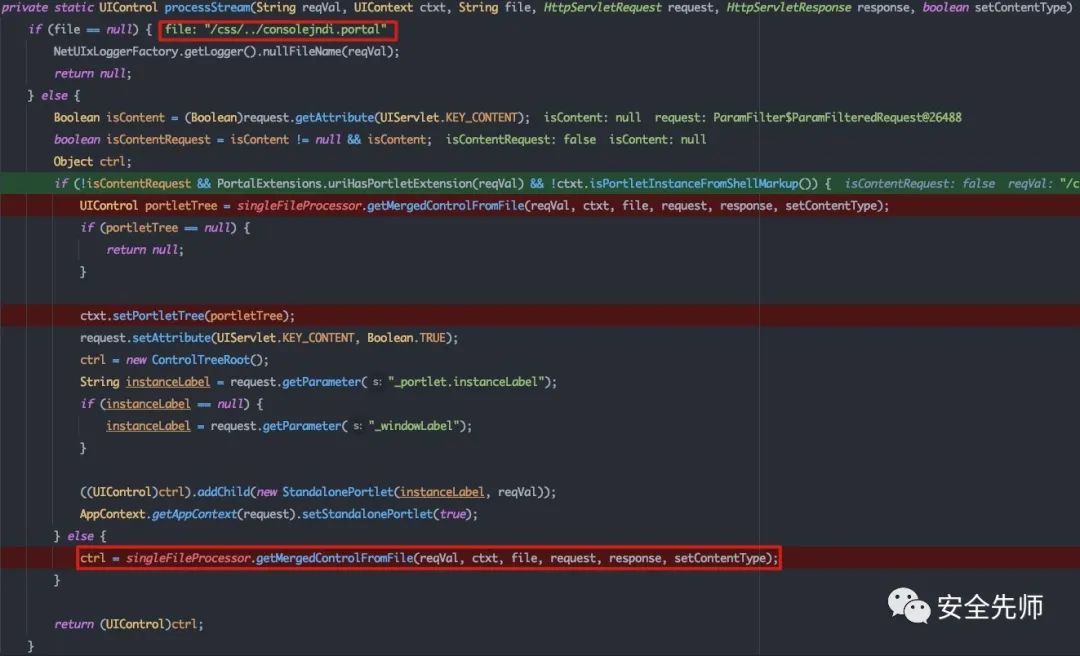 private static UIControl processStream(String reqVal, UIContext ctxt, String file, HttpServletRequest request, HttpServletResponse response, boolean setContentType)
if (file == null) { file: "/css/../consolejndi.portal"
NetUIxLoggerFactory.getLogger().nullFileName(reqVal);
return null;
} else {
Boolean isContent = (Boolean)request.getAttribute(UIServlet.KEY_CONTENT); isContent: null request: ParamFilter$ParamFilteredRequest@26488
boolean isContentRequest = isContent != null && isContent; isContentRequest: false isContent: null
Object ctrl;
if (!isContentRequest && PortalExtensions.uriHasPortletExtension(reqVal) && !ctxt.isPortletInstanceFromShellMarkup()) { isContentRequest: false reqVal: "/c
UIControl portletTree = singleFileProcessor.getMergedControlFromFile(reqVal, ctxt, file, request, response, setContentType);
if (portletTree == null) {
return null;
}
ctxt.setPortletTree(portletTree);
request.setAttribute(UIServlet.KEY_CONTENT, Boolean.TRUE);
ctrl = new ControlTreeRoot();
String instanceLabel = request.getParameter( s: "_portlet.instanceLabel");
if (instanceLabel == null) {
instanceLabel = request.getParameter( s: "_windowLabel");
}
((UIControl)ctrl).addChild(new StandalonePortlet(instanceLabel, reqVal));
AppContext.getAppContext(request).setStandalonePortlet(true);
} else {
ctrl = singleFileProcessor.getMergedControlFromFile(reqVal, ctxt, file, request, response, setContentType);
}
return (UIControl)ctrl;
}
安全先师